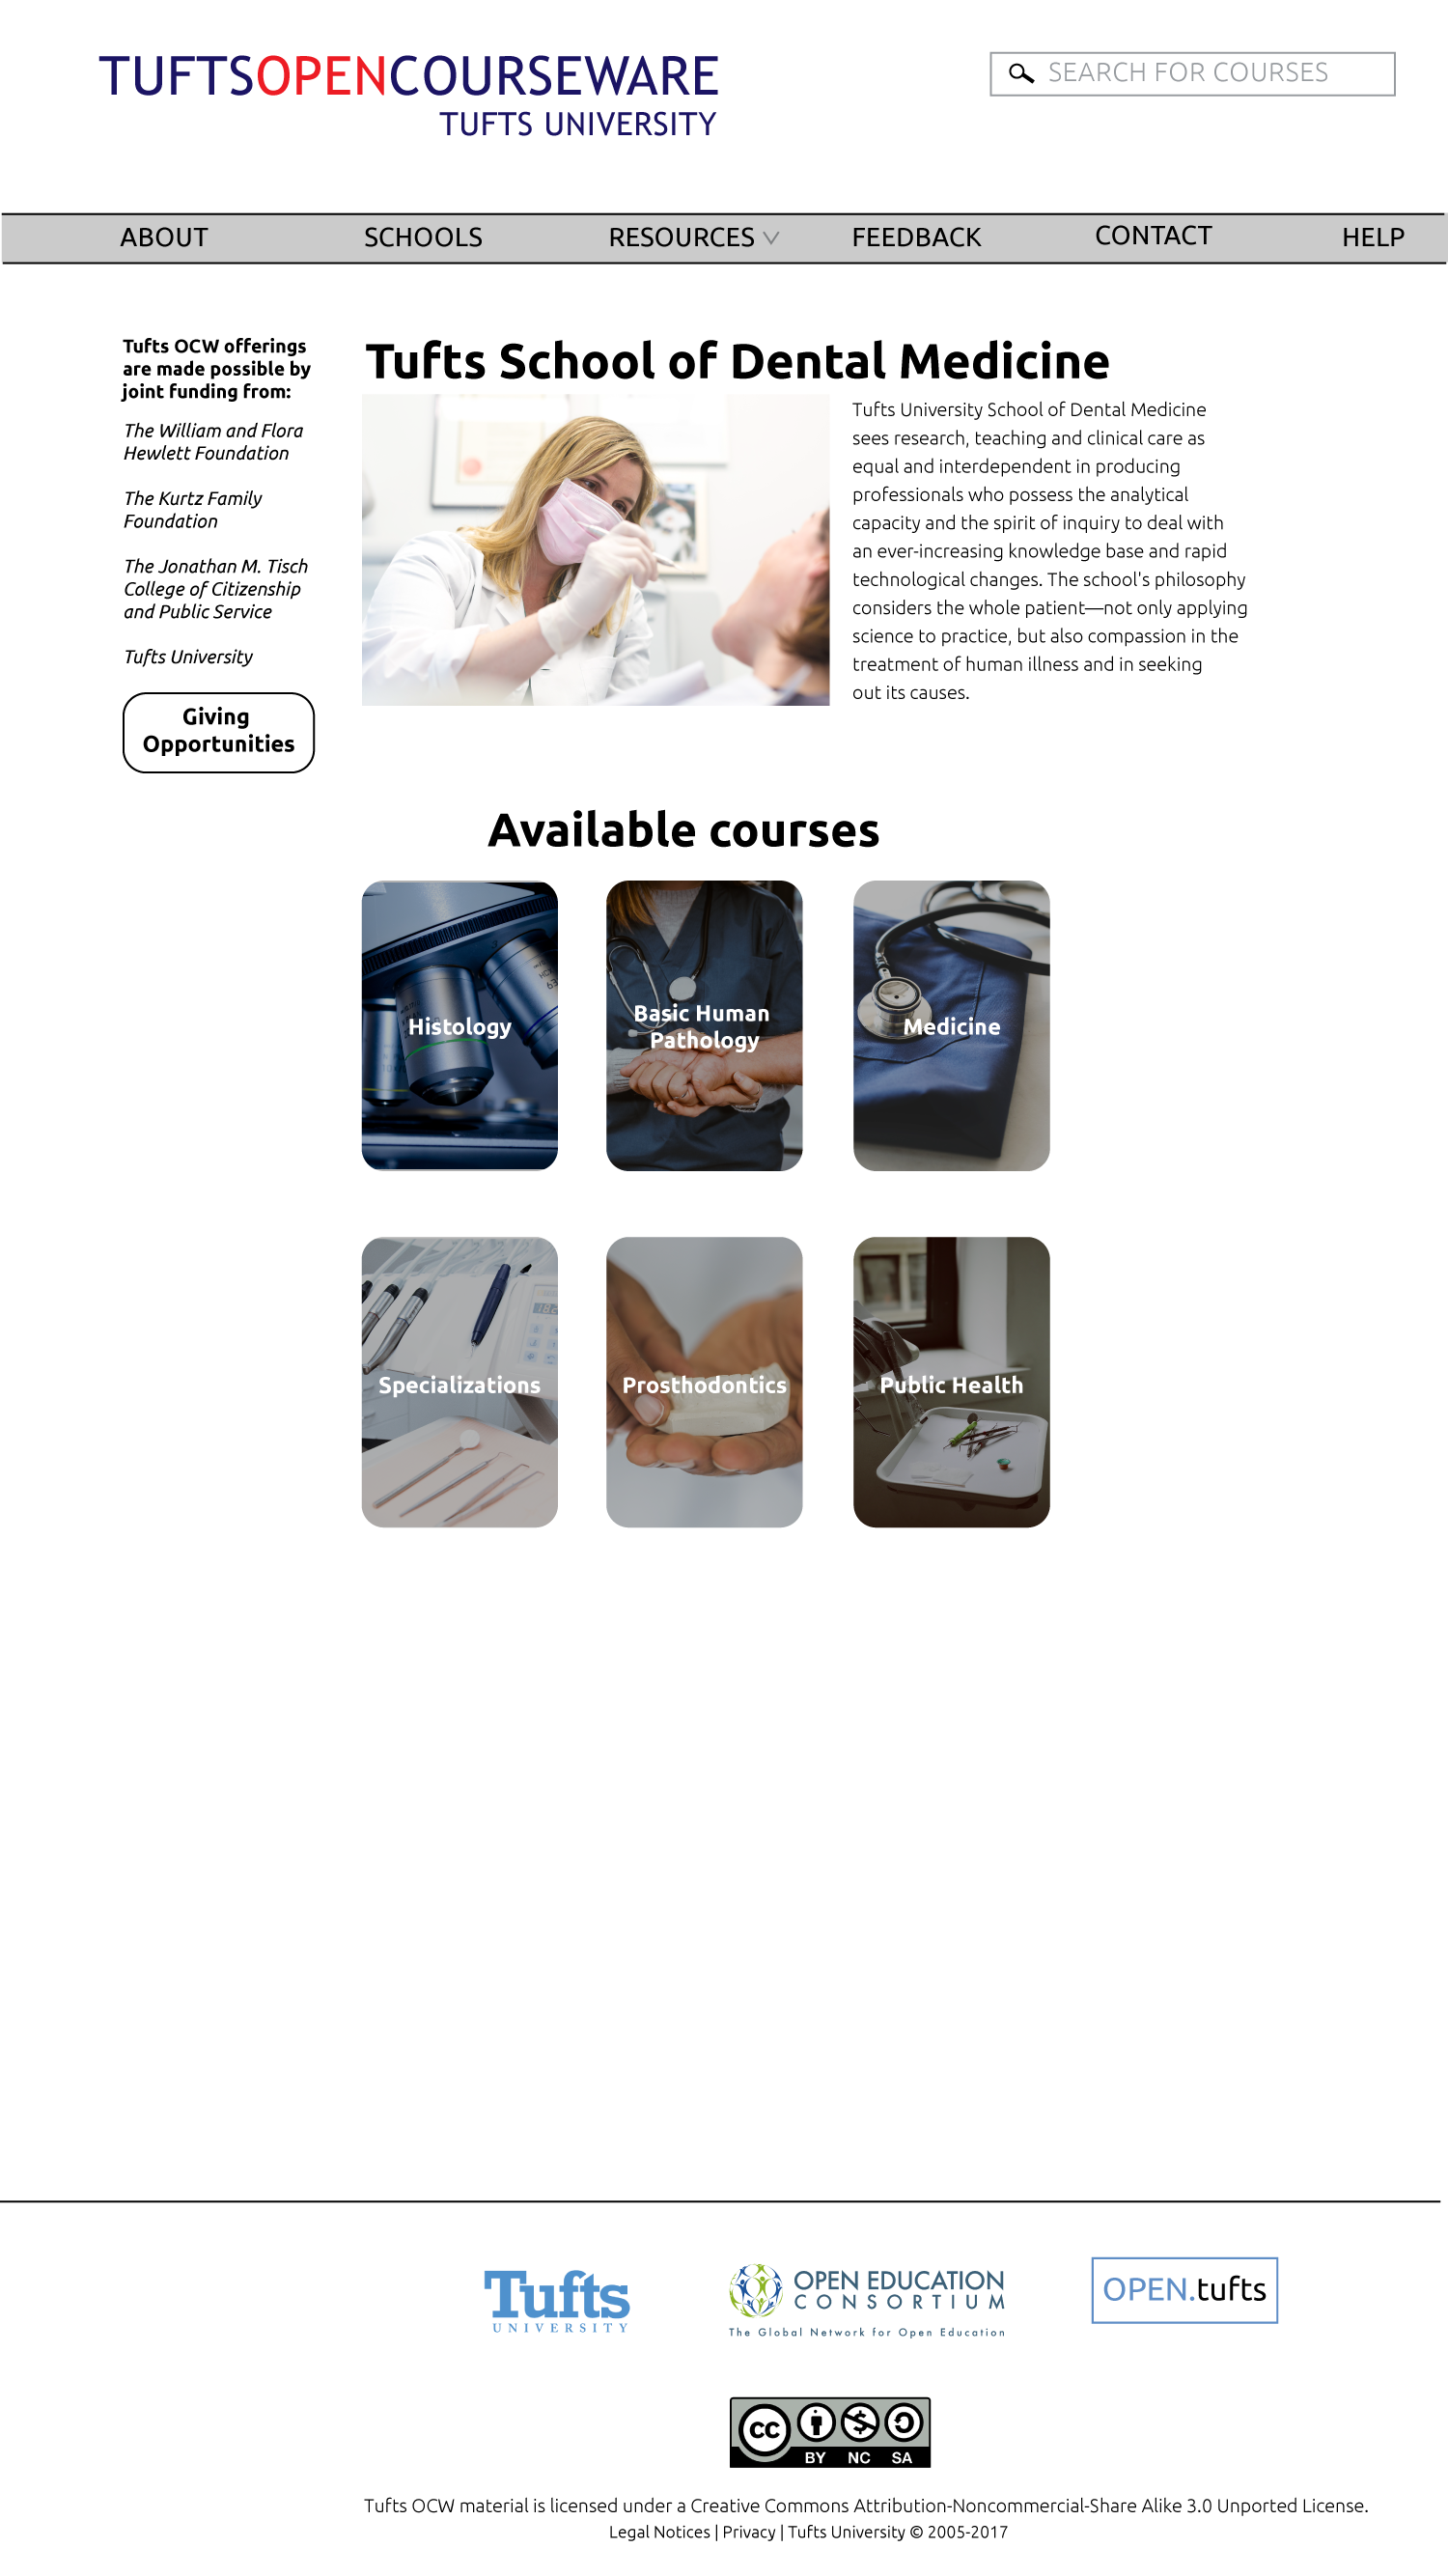 TUFTSOPENCOURSEWARE
TUFTS UNIVERSITY
SEARCH FOR COURSES
ABOUT SCHOOLS RESOURCES FEEDBACK CONTACT HELP
Tufts OCW offerings
are made possible by
joint funding from:
The William and Flora
Hewlett Foundation
The Kurtz Family
Foundation
The Jonathan M. Tisch
College of Citizenship
and Public Service
Tufts University
Giving
Opportunities
Tufts School of Dental Medicine
Tufts University School of Dental Medicine
sees research, teaching and clinical care as
equal and interdependent in producing
professionals who possess the analytical
capacity and the spirit of inquiry to deal with
an ever-increasing knowledge base and rapid
technological changes. The school's philosophy
considers the whole patient—not only applying
science to practice, but also compassion in the
treatment of human illness and in seeking
out its causes.
Available courses
Histology
Basic Human
Pathology
Medicine
Specializations
Prosthodontics
Public Health
Tufts
UNIVERSITY
OPEN EDUCATION
CONSORTIUM
The Global Network for Open Education
OPEN.tufts
cc
BY NC SA
Tufts OCW material is licensed under a Creative Commons Attribution-Noncommercial-Share Alike 3.0 Unported License.
Legal Notices | Privacy | Tufts University © 2005-2017